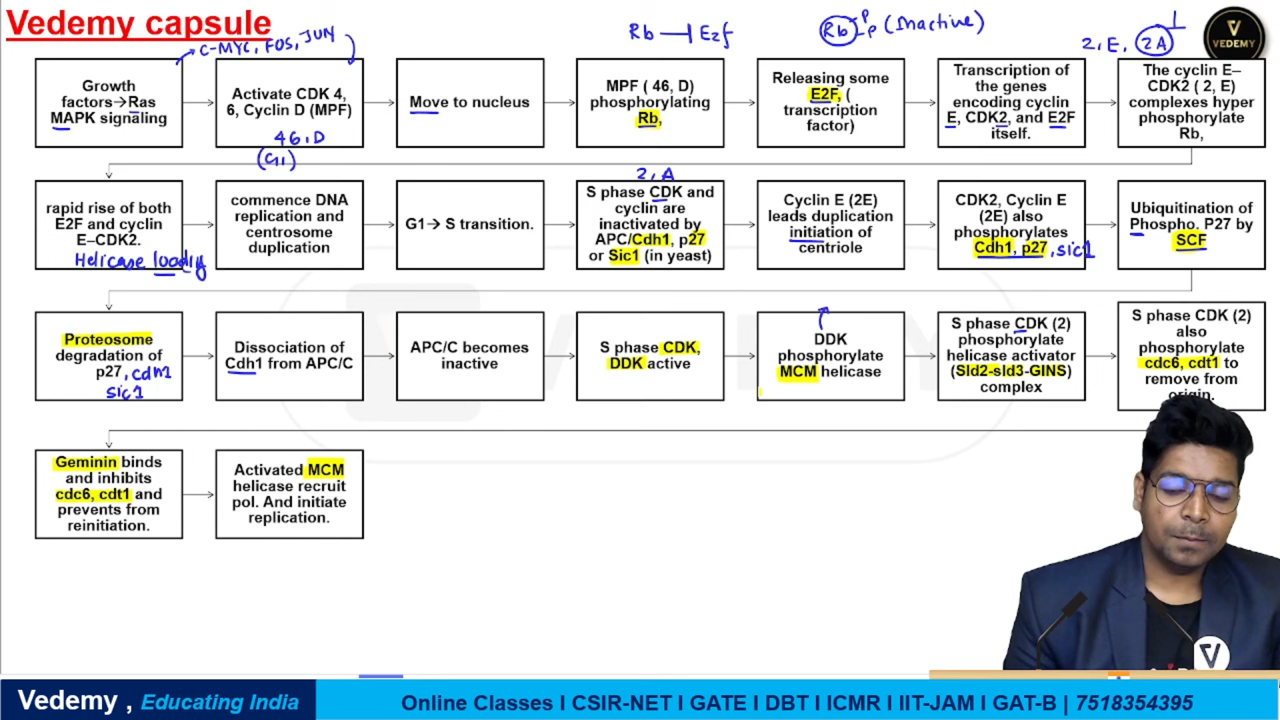 Vedemy capsule
C-MYC, FOS, JUN
Rb ⊣ E2f
Rb P P (Inactive)
2, E, 2A
1
VEDEMY
Growth
factors→Ras
MAPK signaling
Activate CDK 4,
6, Cyclin D (MPF)
46, D
(G1)
Move to nucleus
MPF ( 46, D)
phosphorylating
Rb,
Releasing some
E2F, (
transcription
factor)
Transcription of
the genes
encoding cyclin
E, CDK2, and E2F
itself.
The cyclin E–
CDK2 ( 2, E)
complexes hyper
phosphorylate
Rb,
rapid rise of both
E2F and cyclin
E–CDK2.
Helicase loading
commence DNA
replication and
centrosome
duplication
G1→ S transition.
2, A
S phase CDK and
cyclin are
inactivated by
APC/Cdh1, p27
or Sic1 (in yeast)
Cyclin E (2E)
leads duplication
initiation of
centriole
CDK2, Cyclin E
(2E) also
phosphorylates
Cdh1, p27, sic1
Ubiquitination of
Phospho. P27 by
SCF
Proteosome
degradation of
p27, cdh1
sic1
Dissociation of
Cdh1 from APC/C
APC/C becomes
inactive
S phase CDK,
DDK active
DDK
phosphorylate
MCM helicase
S phase CDK (2)
phosphorylate
helicase activator
(Sld2-sld3-GINS)
complex
S phase CDK (2)
also
phosphorylate
cdc6, cdt1 to
remove from
origin.
Geminin binds
and inhibits
cdc6, cdt1 and
prevents from
reinitiation.
Activated MCM
helicase recruit
pol. And initiate
replication.
Vedemy , Educating India
Online Classes I CSIR-NET I GATE I DBT I ICMR I IIT-JAM I GAT-B | 7518354395